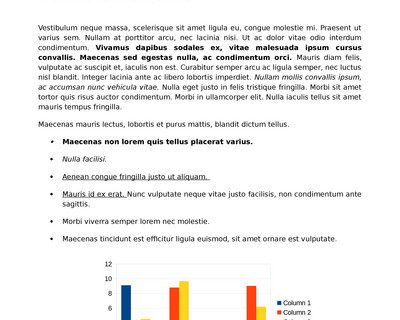 Vestibulum neque massa, scelerisque sit amet ligula eu, congue molestie mi. Praesent ut
varius sem. Nullam at porttitor arcu, nec lacinia nisi. Ut ac dolor vitae odio interdum
condimentum. Vivamus dapibus sodales ex, vitae malesuada ipsum cursus
convallis. Maecenas sed egestas nulla, ac condimentum orci. Mauris diam felis,
vulputate ac suscipit et, iaculis non est. Curabitur semper arcu ac ligula semper, nec luctus
nisl blandit. Integer lacinia ante ac libero lobortis imperdiet. Nullam mollis convallis ipsum,
ac accumsan nunc vehicula vitae. Nulla eget justo in felis tristique fringilla. Morbi sit amet
tortor quis risus auctor condimentum. Morbi in ullamcorper elit. Nulla iaculis tellus sit amet
mauris tempus fringilla.
Maecenas mauris lectus, lobortis et purus mattis, blandit dictum tellus.
• Maecenas non lorem quis tellus placerat varius.
• Nulla facilisi.
• Aenean congue fringilla justo ut aliquam.
• Mauris id ex erat. Nunc vulputate neque vitae justo facilisis, non condimentum ante
sagittis.
• Morbi viverra semper lorem nec molestie.
• Maecenas tincidunt est efficitur ligula euismod, sit amet ornare est vulputate.
12
10
8
6
Column 1
Column 2